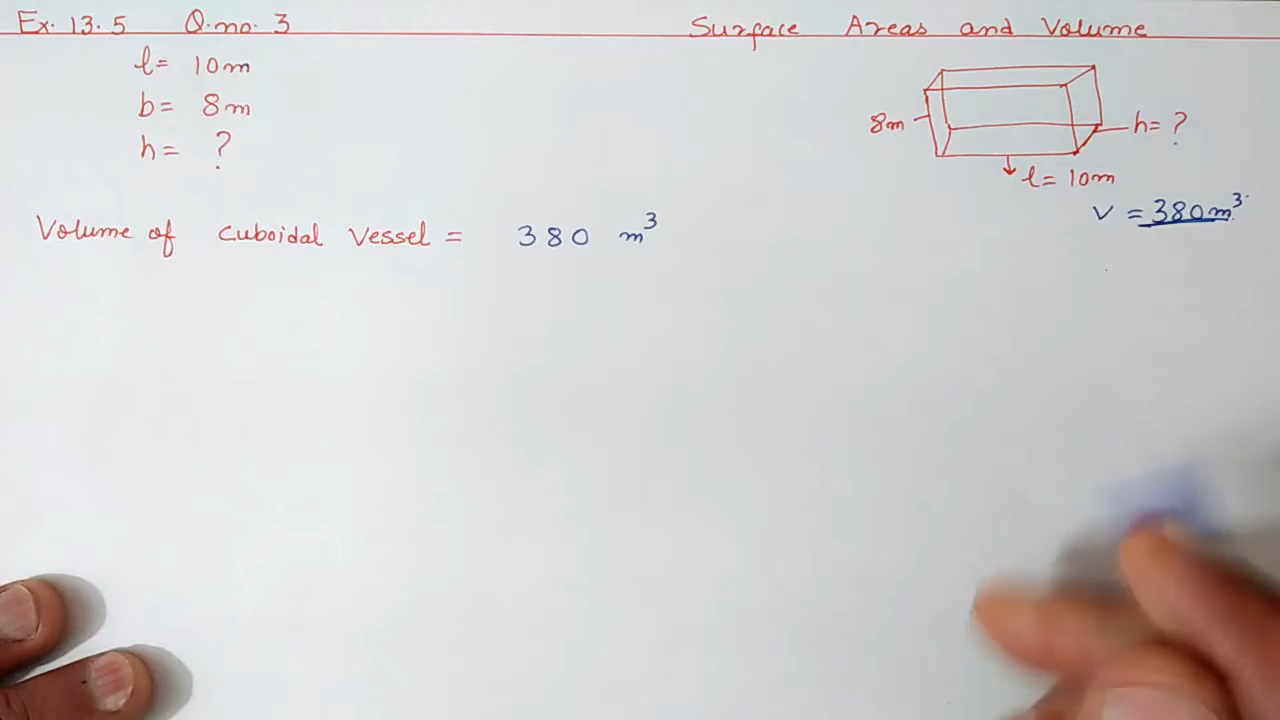 Ex. 13.5 Q.no. 3 Surface Areas and Volume
l = 10m
b = 8m
h = ?
8m
h = ?
l = 10m
V = 380m³
Volume of cuboidal vessel = 380 m³